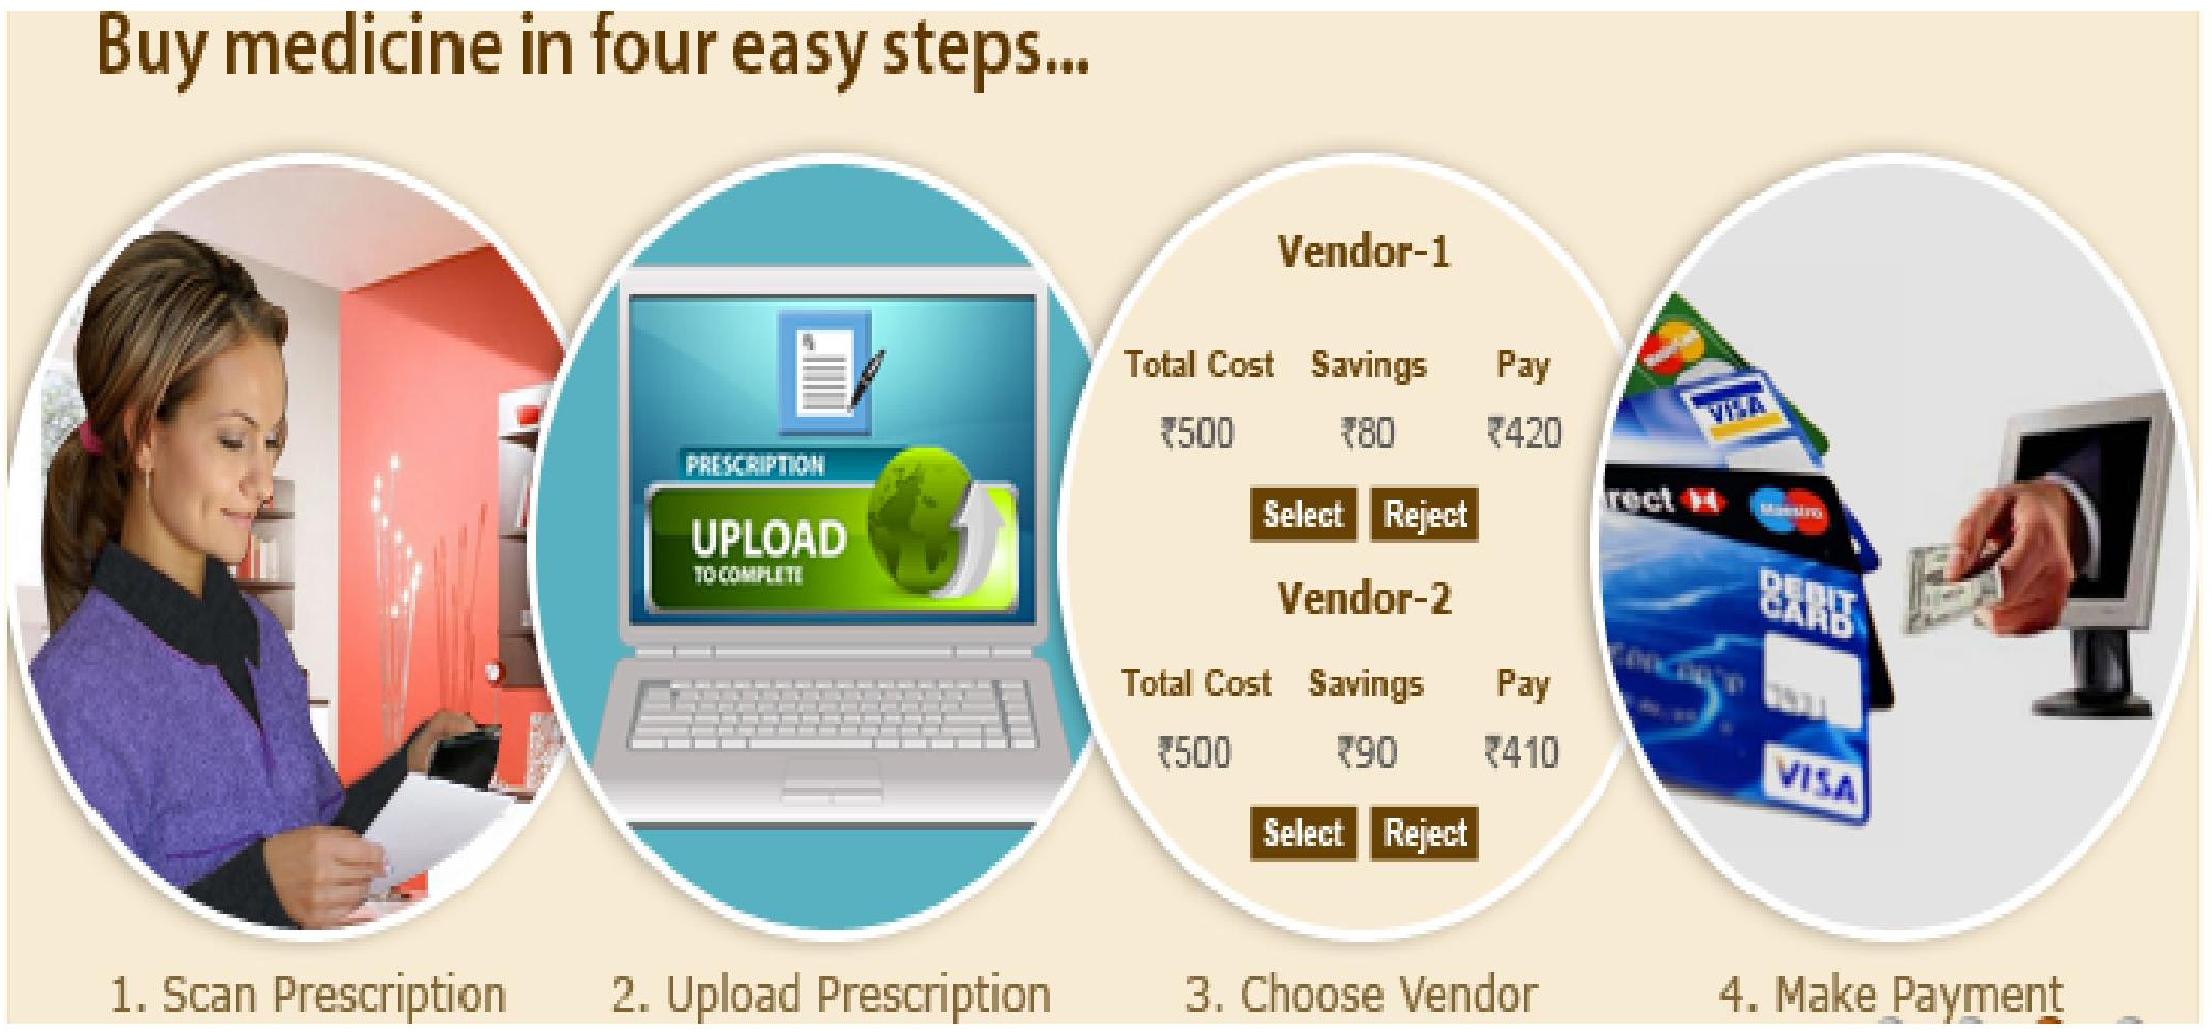 Buy medicine in four easy steps...
PRESCRIPTION
UPLOAD
TO COMPLETE
Vendor-1
Total Cost Savings Pay
₹500 ₹80 ₹420
Select Reject
Vendor-2
Total Cost Savings Pay
₹500 ₹90 ₹410
Select Reject
VISA
rect
Maestro
DEBIT
CARD
VISA
1. Scan Prescription
2. Upload Prescription
3. Choose Vendor
4. Make Payment